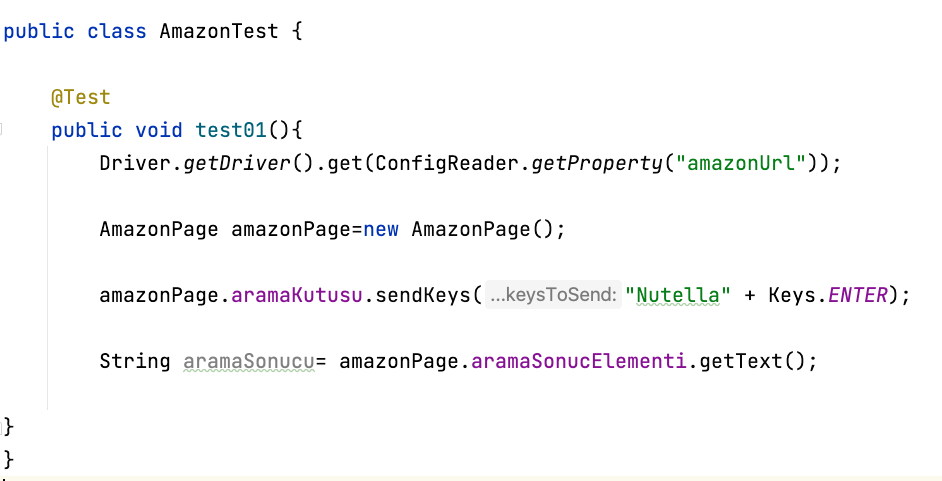 public class AmazonTest {
@Test
public void test01(){
Driver.getDriver().get(ConfigReader.getProperty("amazonUrl"));
AmazonPage amazonPage=new AmazonPage();
amazonPage.aramaKutusu.sendKeys( ...keysToSend: "Nutella" + Keys.ENTER);
String aramaSonucu= amazonPage.aramaSonucElementi.getText();
}
}